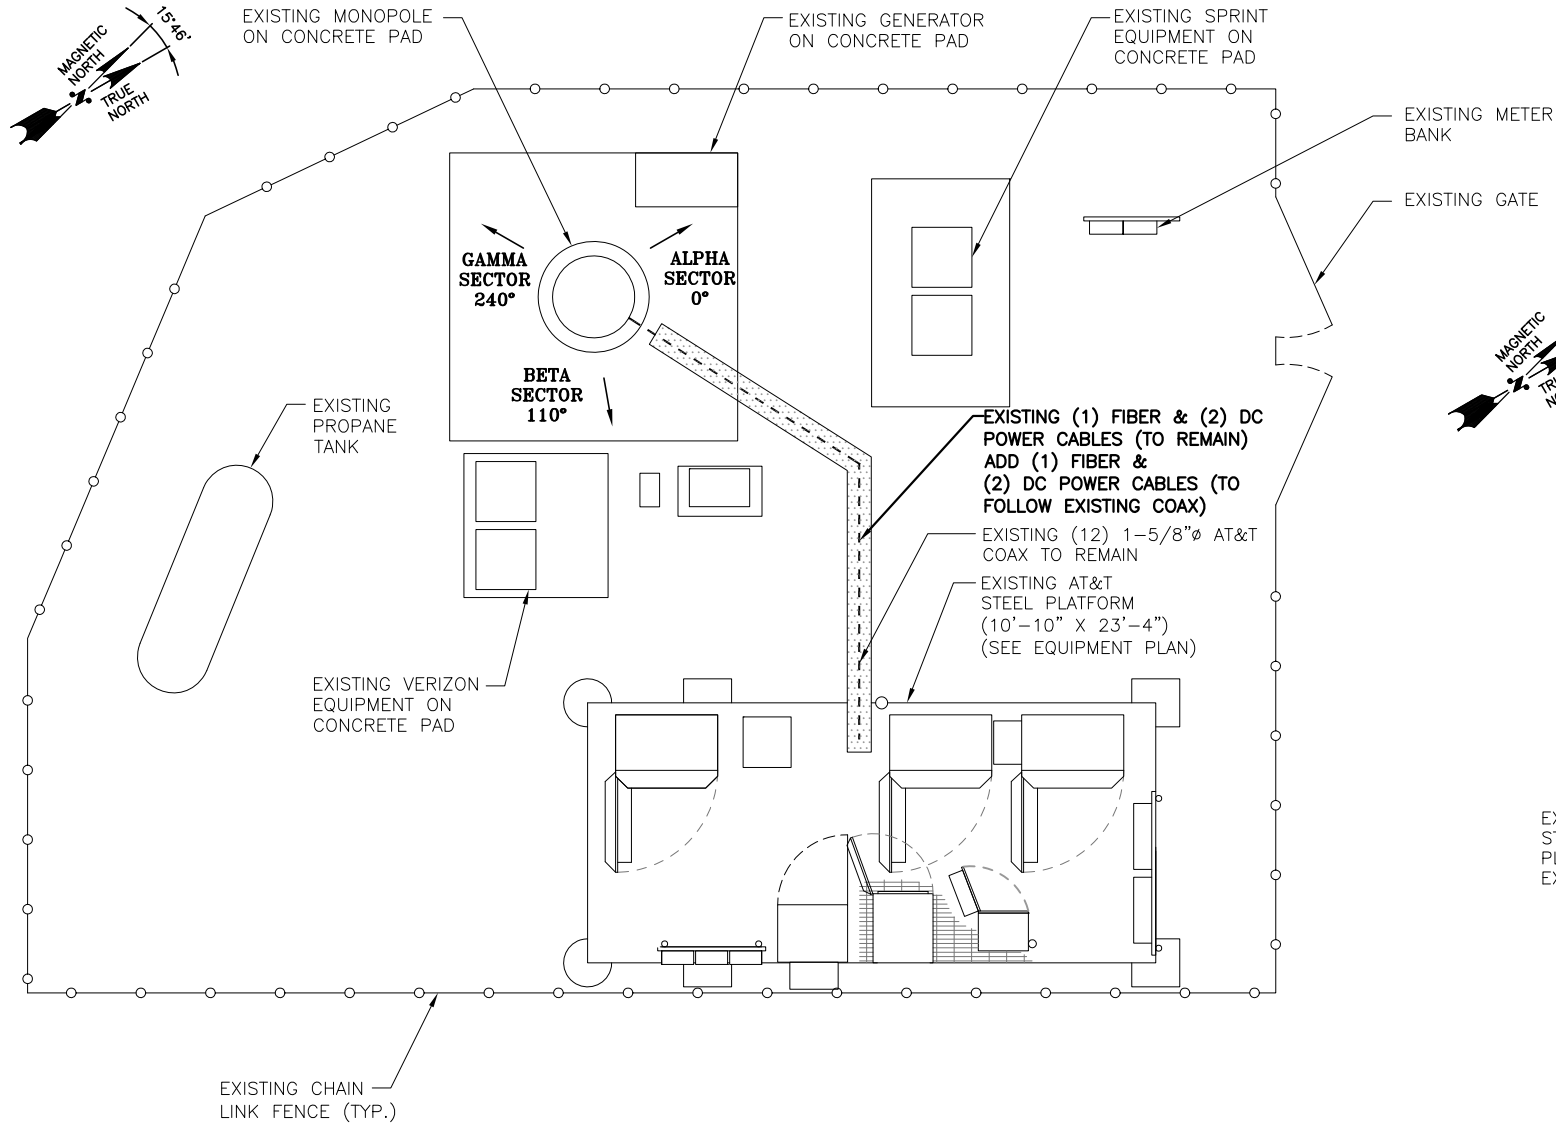 15°46'
MAGNETIC
NORTH
TRUE
NORTH
EXISTING MONOPOLE
ON CONCRETE PAD
EXISTING GENERATOR
ON CONCRETE PAD
EXISTING SPRINT
EQUIPMENT ON
CONCRETE PAD
EXISTING METER
BANK
EXISTING GATE
GAMMA
SECTOR
240°
ALPHA
SECTOR
0°
BETA
SECTOR
110°
MAGNETIC
NORTH
EXISTING
PROPANE
TANK
EXISTING (1) FIBER & (2) DC
POWER CABLES (TO REMAIN)
ADD (1) FIBER &
(2) DC POWER CABLES (TO
FOLLOW EXISTING COAX)
EXISTING (12) 1-5/8"ø AT&T
COAX TO REMAIN
EXISTING AT&T
STEEL PLATFORM
(10'-10" X 23'-4")
(SEE EQUIPMENT PLAN)
EXISTING VERIZON
EQUIPMENT ON
CONCRETE PAD
EXISTING CHAIN
LINK FENCE (TYP.)